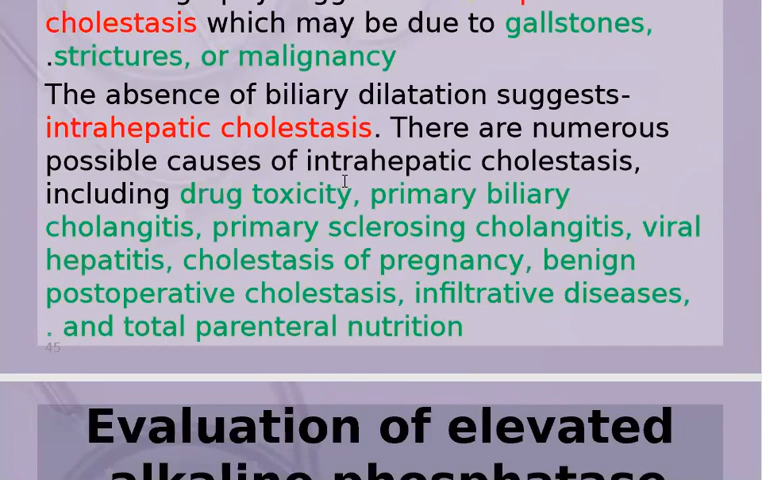 cholestasis which may be due to gallstones,
.strictures, or malignancy
The absence of biliary dilatation suggests-
intrahepatic cholestasis. There are numerous
possible causes of intrahepatic cholestasis,
including drug toxicity, primary biliary
cholangitis, primary sclerosing cholangitis, viral
hepatitis, cholestasis of pregnancy, benign
postoperative cholestasis, infiltrative diseases,
. and total parenteral nutrition
45
Evaluation of elevated
alkaline phosphatase